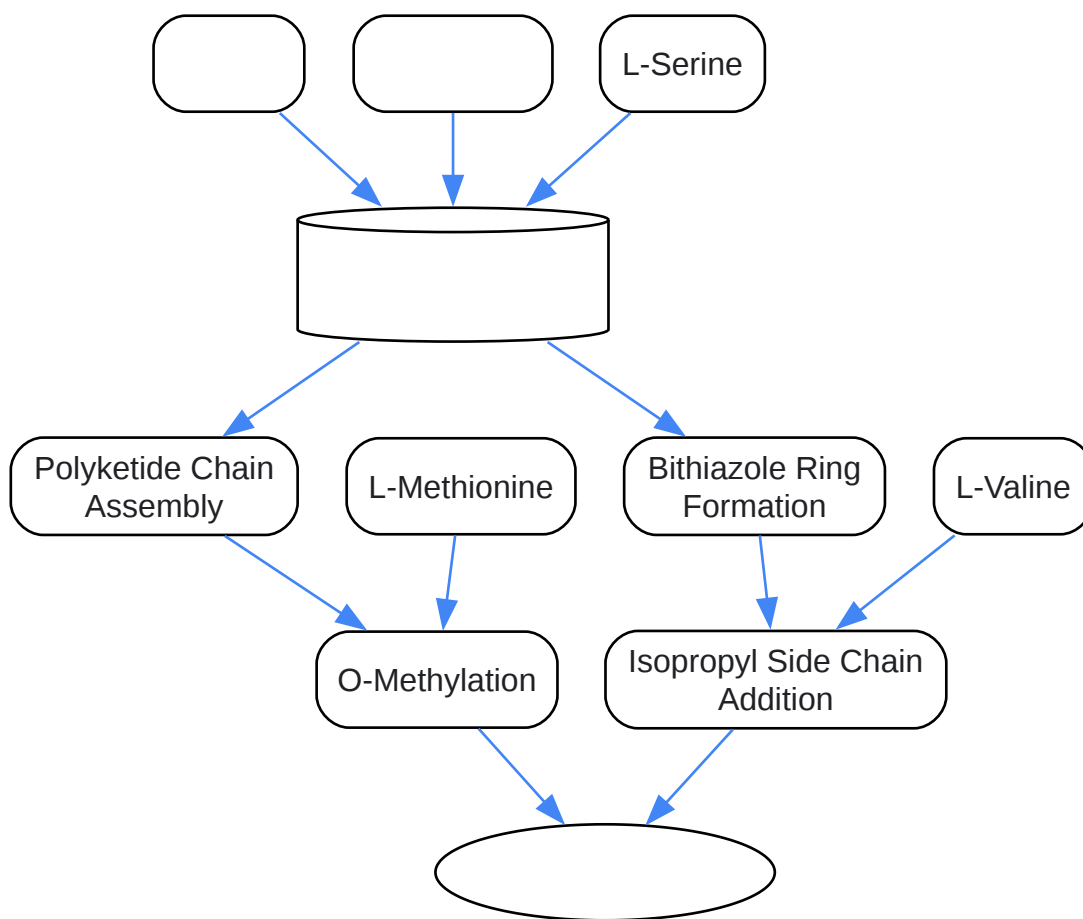 L-Serine
Polyketide Chain
Assembly
L-Methionine
Bithiazole Ring
Formation
L-Valine
O-Methylation
Isopropyl Side Chain
Addition